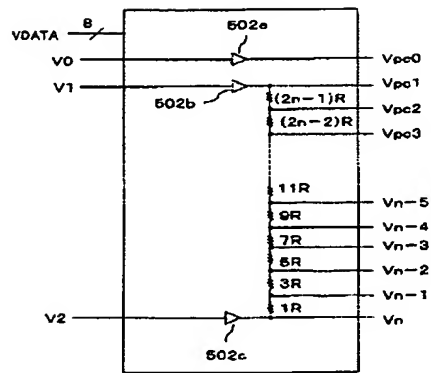 VDATA 8
502a
V0 Vpc0
V1 Vpc1
502b
(2n-1)R
Vpc2
(2n-2)R
Vpc3
11R
Vn-5
9R
Vn-4
7R
Vn-3
5R
Vn-2
3R
Vn-1
1R
V2 Vn
502c